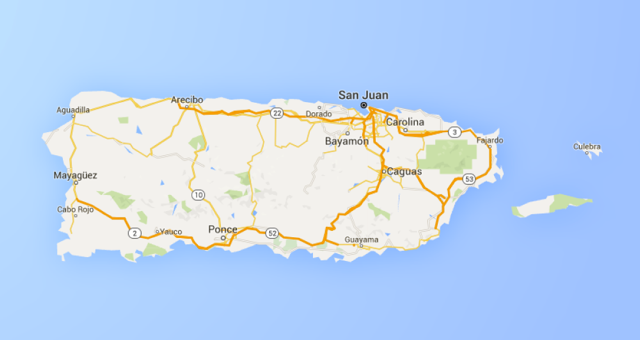 San Juan
Arecibo
Aguadilla
Dorado
22
Carolina
3
Bayamón
Fajardo
Culebra
Mayagüez
Caguas
53
10
Cabo Rojo
2
Yauco
Ponce
52
Guayama